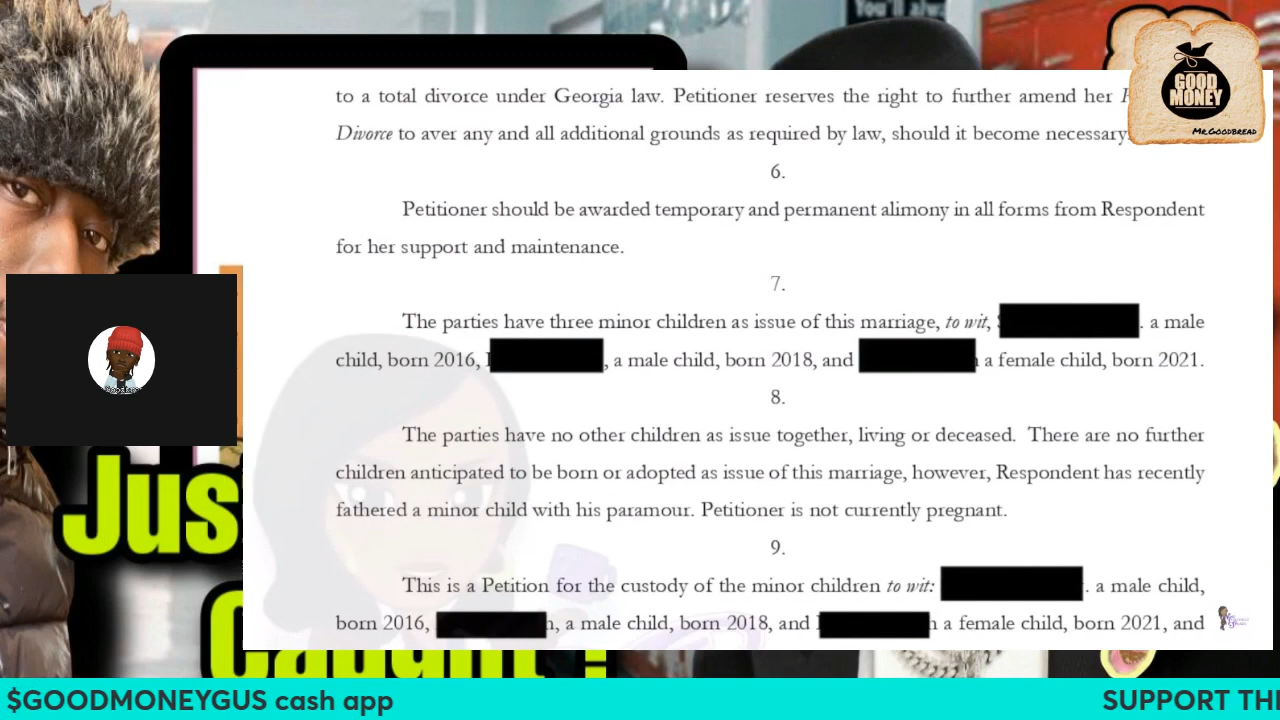 You'll alw
GOOD
MONEY
MR.GOODBREAD
to a total divorce under Georgia law. Petitioner reserves the right to further amend her
Divorce to aver any and all additional grounds as required by law, should it become necessary.
6.
Petitioner should be awarded temporary and permanent alimony in all forms from Respondent
for her support and maintenance.
7.
The parties have three minor children as issue of this marriage, to wit, . a male
child, born 2016, , a male child, born 2018, and a female child, born 2021.
8.
The parties have no other children as issue together, living or deceased. There are no further
children anticipated to be born or adopted as issue of this marriage, however, Respondent has recently
fathered a minor child with his paramour. Petitioner is not currently pregnant.
9.
This is a Petition for the custody of the minor children to wit: . a male child,
born 2016, n, a male child, born 2018, and n a female child, born 2021, and
Jus
Caught !
$GOODMONEYGUS cash app
SUPPORT THI